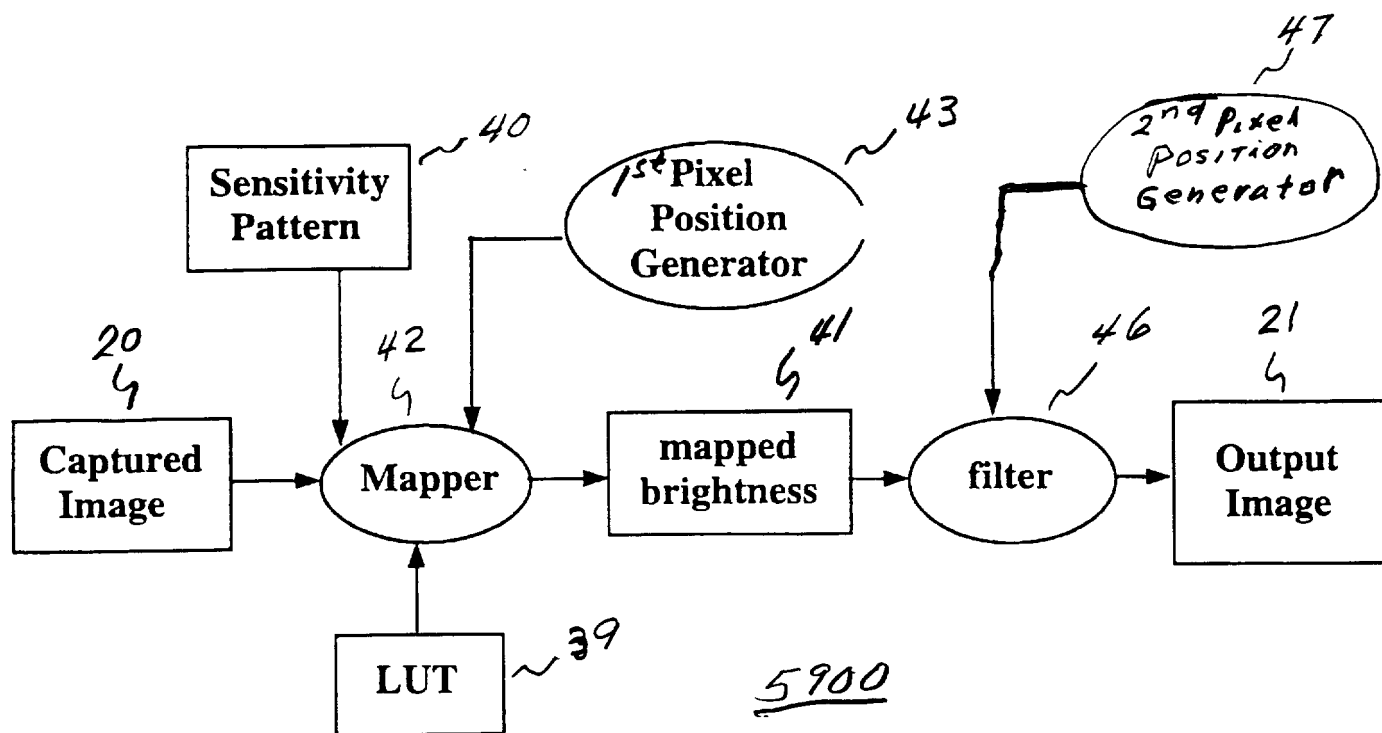 47
2nd Pixel
Position
Generator
40
43
Sensitivity
Pattern
1st Pixel
Position
Generator
20
42
41
46
21
Captured
Image
Mapper
mapped
brightness
filter
Output
Image
LUT
39
5900